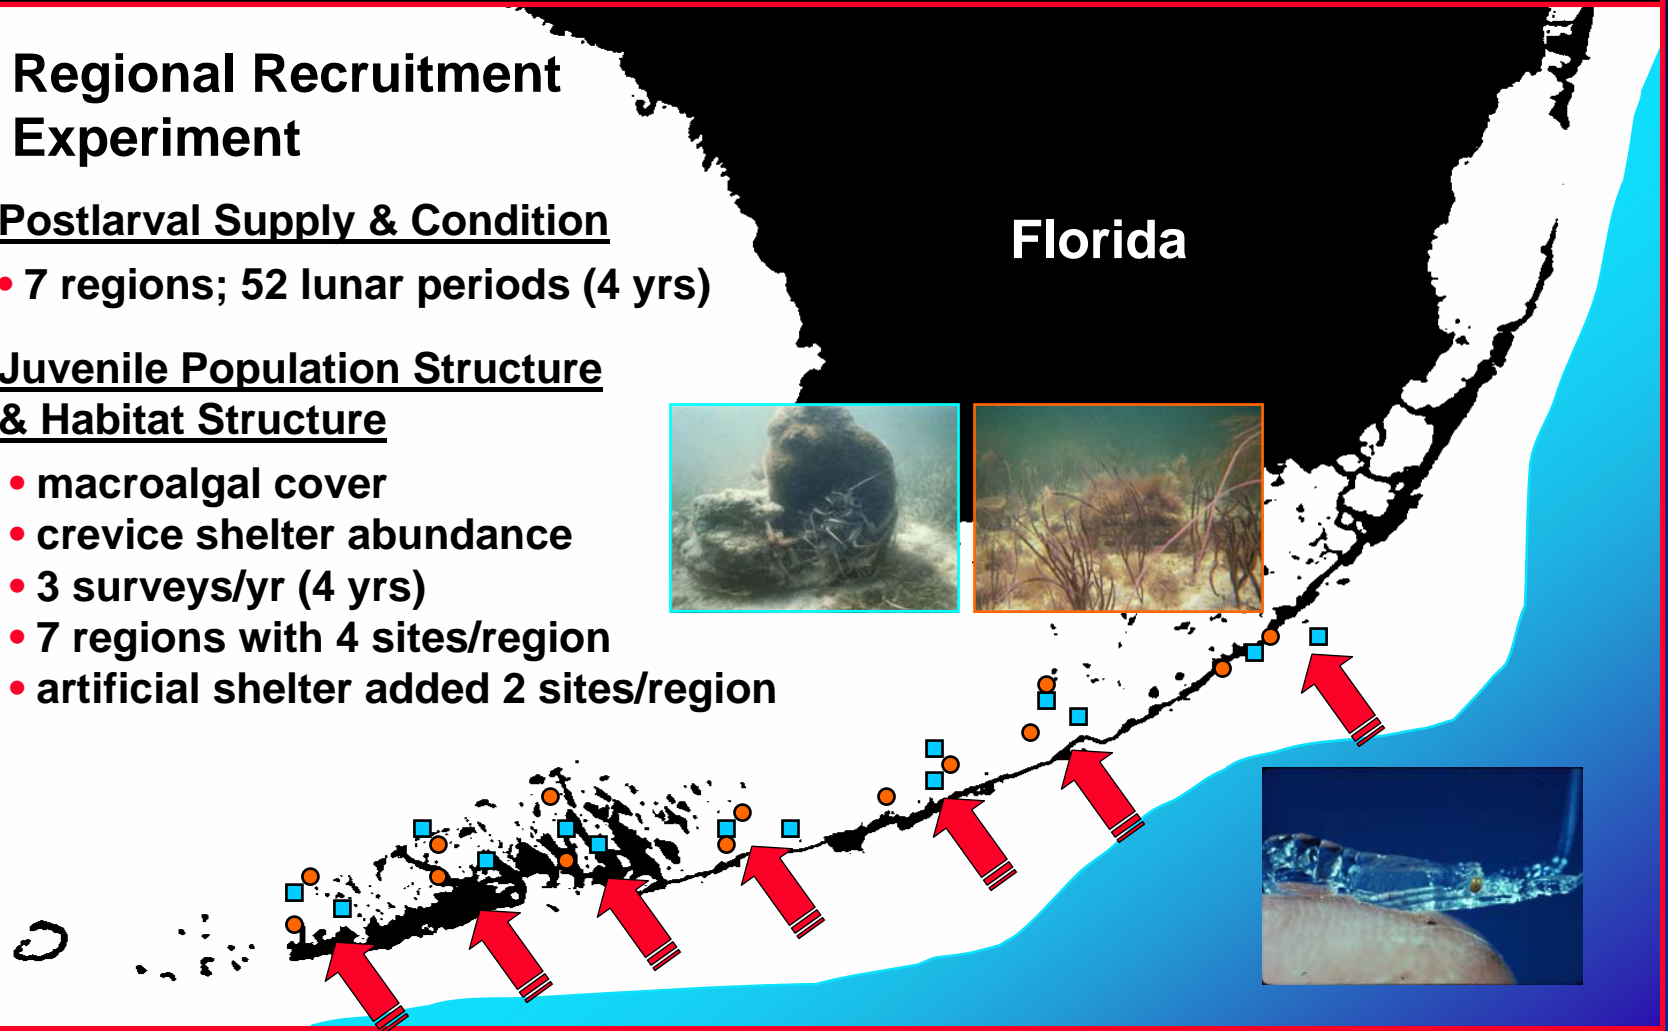 Regional Recruitment
Experiment
Postlarval Supply & Condition
• 7 regions; 52 lunar periods (4 yrs)
Juvenile Population Structure
& Habitat Structure
• macroalgal cover
• crevice shelter abundance
• 3 surveys/yr (4 yrs)
• 7 regions with 4 sites/region
• artificial shelter added 2 sites/region
Florida